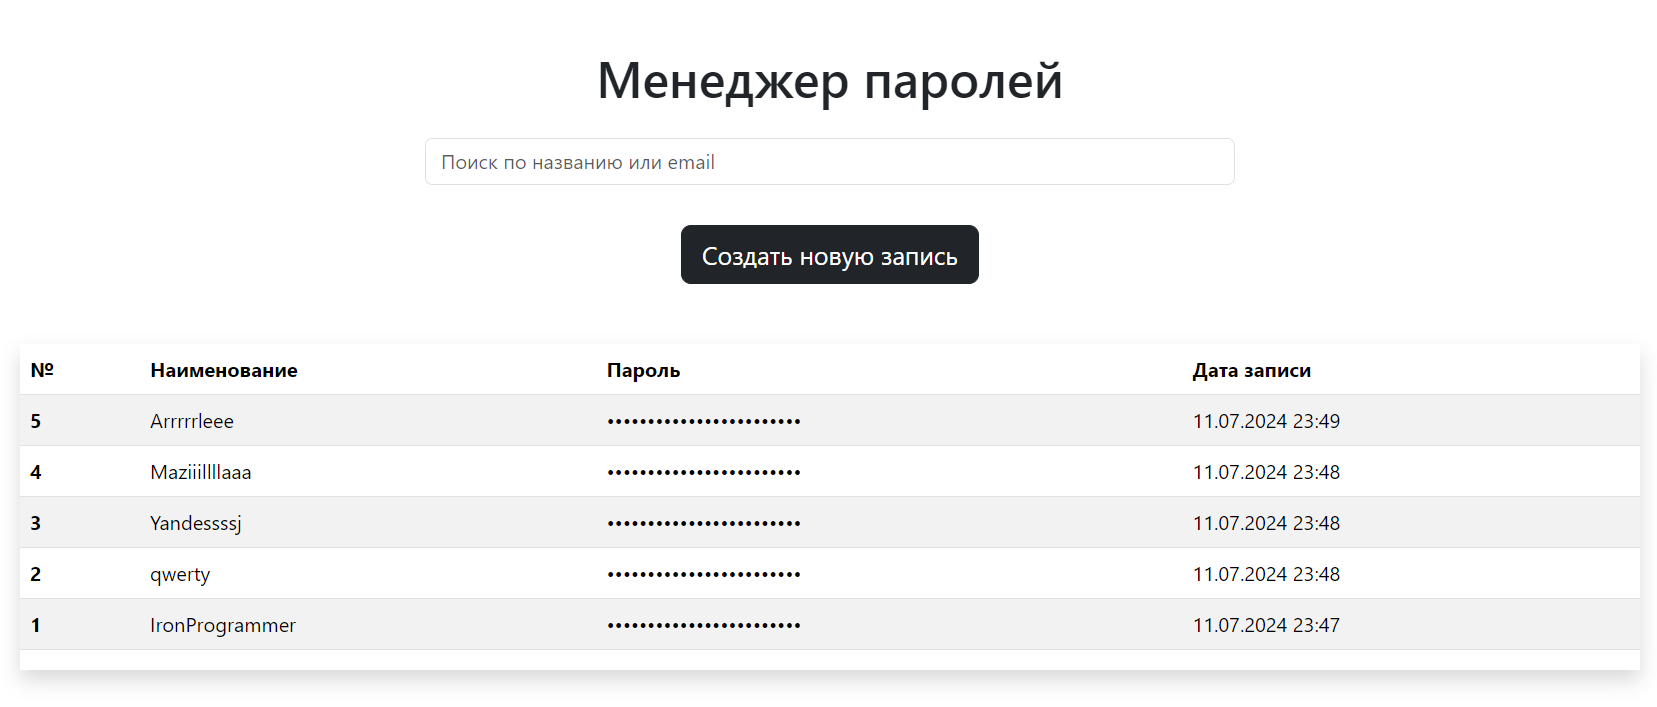 Менеджер паролей
Поиск по названию или email
Создать новую запись
№ Наименование Пароль Дата записи
5 Arrrrrleee •••••••••••••••••••••••• 11.07.2024 23:49
4 Maziiillllaaa •••••••••••••••••••••••• 11.07.2024 23:48
3 Yandessssj •••••••••••••••••••••••• 11.07.2024 23:48
2 qwerty •••••••••••••••••••••••• 11.07.2024 23:48
1 IronProgrammer •••••••••••••••••••••••• 11.07.2024 23:47